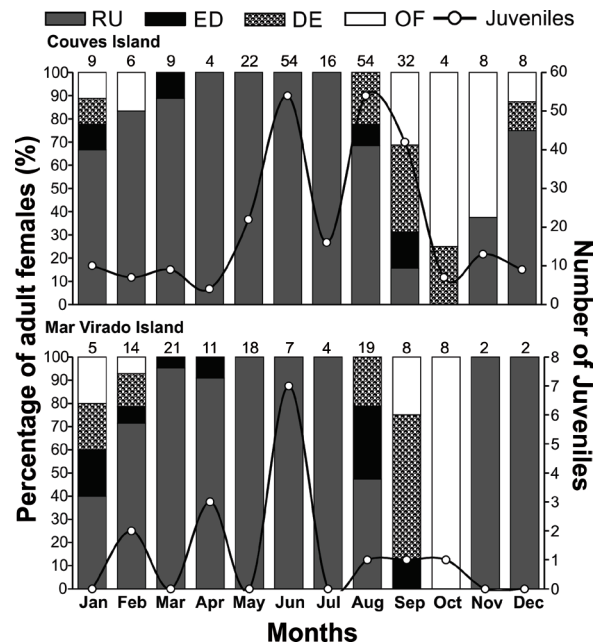 RU ED DE OF Juveniles
Couves Island
9 6 9 4 22 54 16 54 32 4 8 8
100 60
90
80 50
70
60 40
50 30
40
30 20
20
10 10
0 0
Mar Virado Island
5 14 21 11 18 7 4 19 8 8 2 2
100 8
90 7
80
70 6
60 5
50 4
40
30 3
20 2
10 1
0 0
Jan Feb Mar Apr May Jun Jul Aug Sep Oct Nov Dec
Months
Percentage of adult females (%)
Number of Juveniles